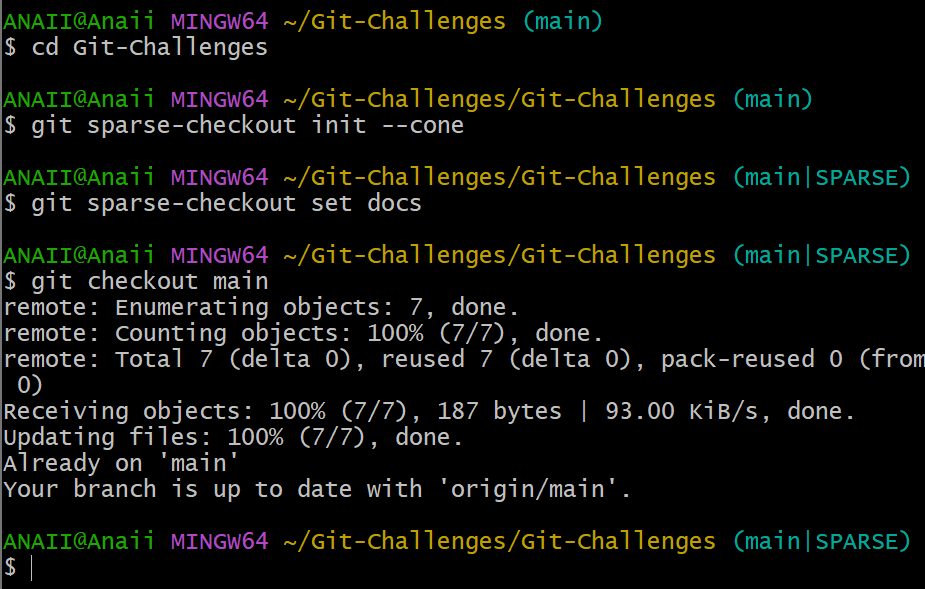 ANAII@Anaii MINGW64 ~/Git-Challenges (main)
$ cd Git-Challenges
ANAII@Anaii MINGW64 ~/Git-Challenges/Git-Challenges (main)
$ git sparse-checkout init --cone
ANAII@Anaii MINGW64 ~/Git-Challenges/Git-Challenges (main|SPARSE)
$ git sparse-checkout set docs
ANAII@Anaii MINGW64 ~/Git-Challenges/Git-Challenges (main|SPARSE)
$ git checkout main
remote: Enumerating objects: 7, done.
remote: Counting objects: 100% (7/7), done.
remote: Total 7 (delta 0), reused 7 (delta 0), pack-reused 0 (from
 0)
Receiving objects: 100% (7/7), 187 bytes | 93.00 KiB/s, done.
Updating files: 100% (7/7), done.
Already on 'main'
Your branch is up to date with 'origin/main'.
ANAII@Anaii MINGW64 ~/Git-Challenges/Git-Challenges (main|SPARSE)
$